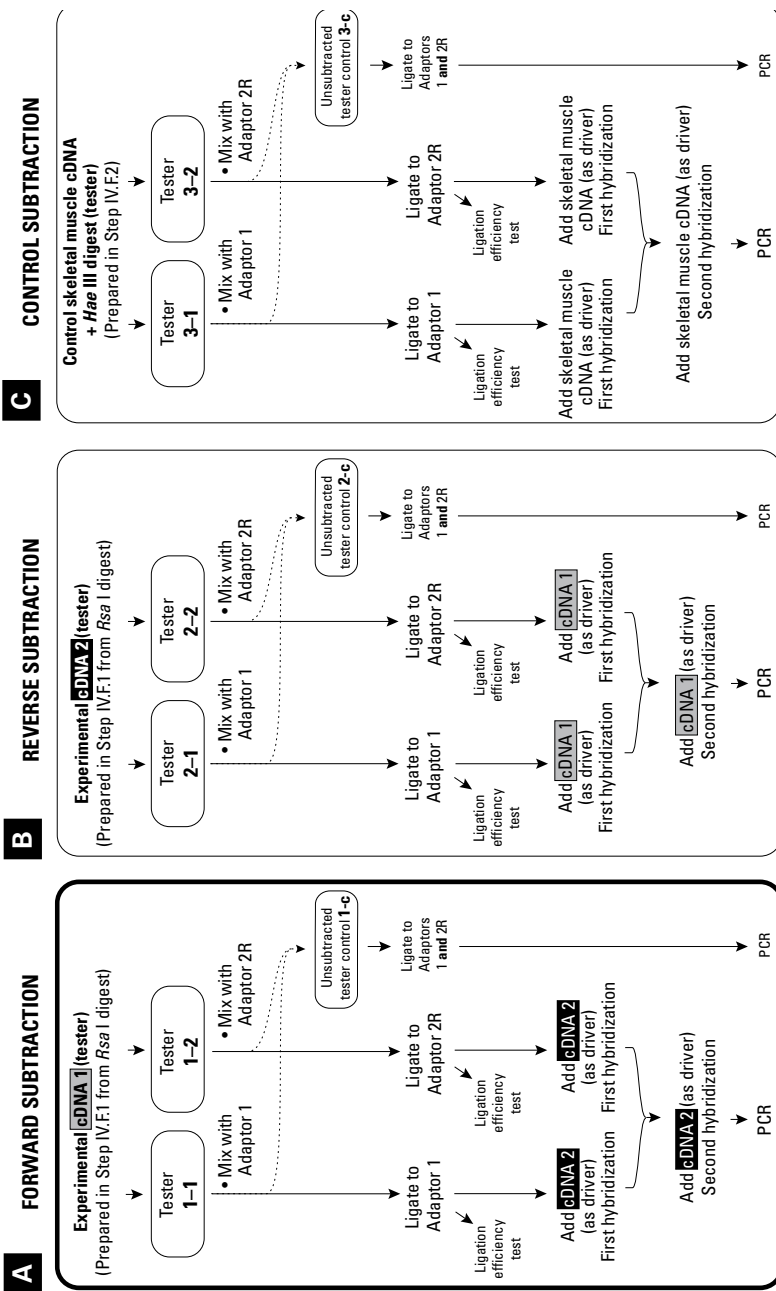 A
FORWARD SUBTRACTION
Experimental cDNA 1 (tester)
(Prepared in Step IV.F.1 from Rsa I digest)
Tester
1–1
Tester
1–2
• Mix with
Adaptor 1
• Mix with
Adaptor 2R
Unsubtracted
tester control 1-c
Ligate to
Adaptor 1
Ligate to
Adaptor 2R
Ligate to
Adaptors
1 and 2R
Ligation
efficiency
test
Ligation
efficiency
test
Add cDNA 2
(as driver)
First hybridization
Add cDNA 2
(as driver)
First hybridization
Add cDNA 2 (as driver)
Second hybridization
PCR
PCR
B
REVERSE SUBTRACTION
Experimental cDNA 2 (tester)
(Prepared in Step IV.F.1 from Rsa I digest)
Tester
2–1
Tester
2–2
• Mix with
Adaptor 1
• Mix with
Adaptor 2R
Unsubtracted
tester control 2-c
Ligate to
Adaptor 1
Ligate to
Adaptor 2R
Ligate to
Adaptors
1 and 2R
Ligation
efficiency
test
Ligation
efficiency
test
Add cDNA 1
(as driver)
First hybridization
Add cDNA 1
(as driver)
First hybridization
Add cDNA 1 (as driver)
Second hybridization
PCR
PCR
C
CONTROL SUBTRACTION
Control skeletal muscle cDNA
+ Hae III digest (tester)
(Prepared in Step IV.F.2)
Tester
3–1
Tester
3–2
• Mix with
Adaptor 1
• Mix with
Adaptor 2R
Unsubtracted
tester control 3-c
Ligate to
Adaptor 1
Ligate to
Adaptor 2R
Ligate to
Adaptors
1 and 2R
Ligation
efficiency
test
Ligation
efficiency
test
Add skeletal muscle
cDNA (as driver)
First hybridization
Add skeletal muscle
cDNA (as driver)
First hybridization
Add skeletal muscle cDNA (as driver)
Second hybridization
PCR
PCR